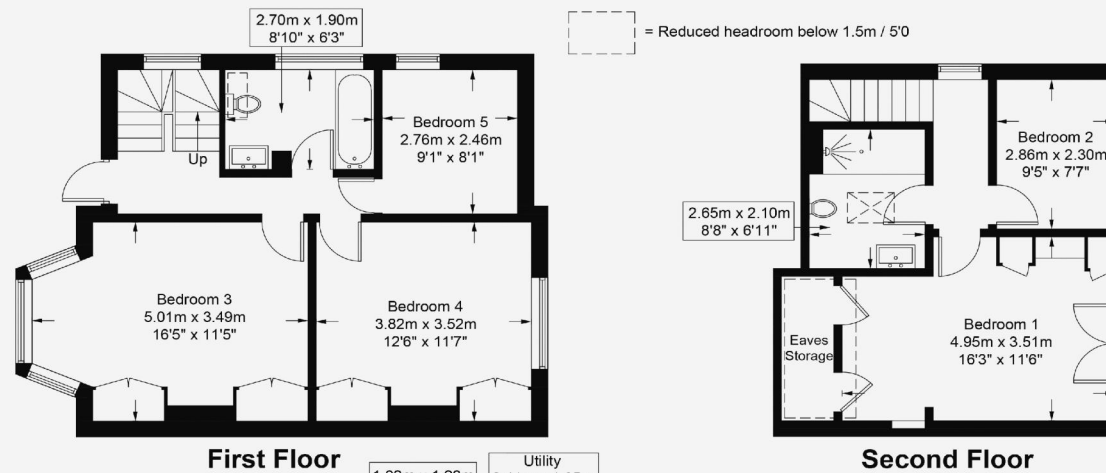 2.70m x 1.90m
8'10" x 6'3"
= Reduced headroom below 1.5m / 5'0
Up
Bedroom 5
2.76m x 2.46m
9'1" x 8'1"
Bedroom 3
5.01m x 3.49m
16'5" x 11'5"
Bedroom 4
3.82m x 3.52m
12'6" x 11'7"
First Floor
Bedroom 2
2.86m x 2.30m
9'5" x 7'7"
2.65m x 2.10m
8'8" x 6'11"
Eaves
Storage
Bedroom 1
4.95m x 3.51m
16'3" x 11'6"
Second Floor
Utility